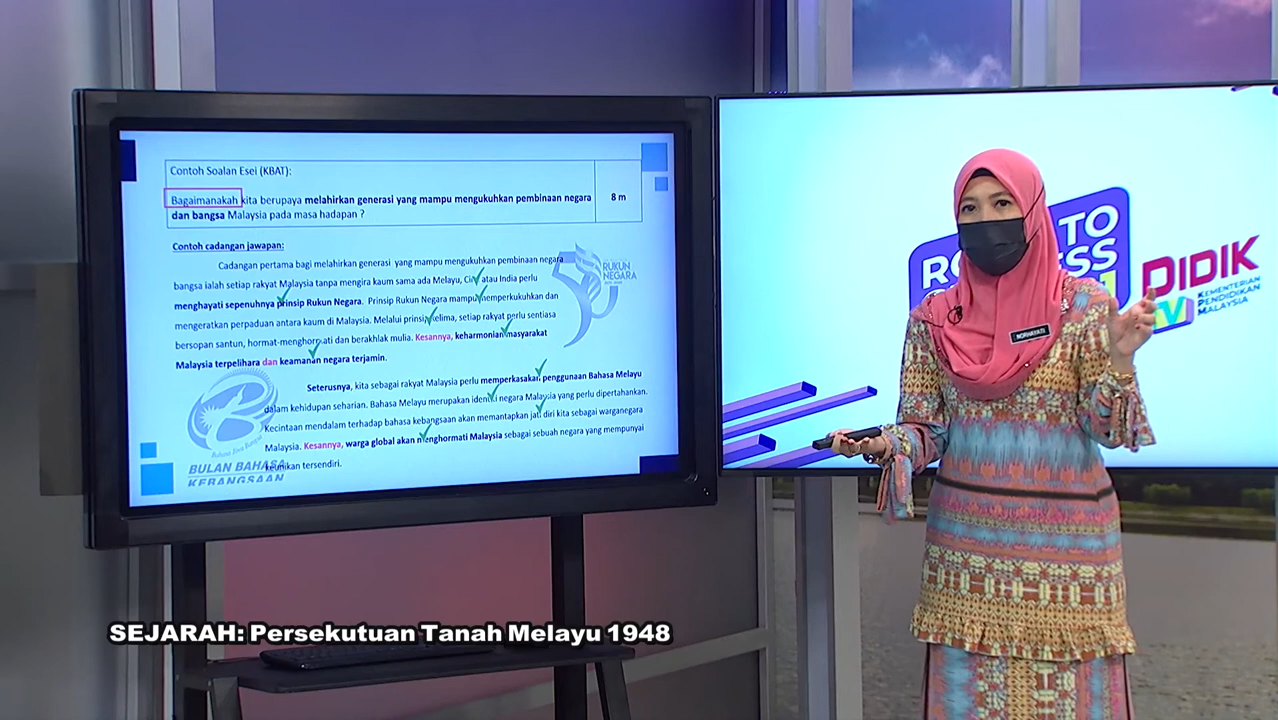 Contoh Soalan Esei (KBAT):
Bagaimanakah kita berupaya melahirkan generasi yang mampu mengukuhkan pembinaan negara
dan bangsa Malaysia pada masa hadapan ?
8 m
Contoh cadangan jawapan:
Cadangan pertama bagi melahirkan generasi yang mampu mengukuhkan pembinaan negara
bangsa ialah setiap rakyat Malaysia tanpa mengira kaum sama ada Melayu, Cina atau India perlu
menghayati sepenuhnya prinsip Rukun Negara. Prinsip Rukun Negara mampu memperkukuhkan dan
mengeratkan perpaduan antara kaum di Malaysia. Melalui prinsip kelima, setiap rakyat perlu sentiasa
bersopan santun, hormat-menghormati dan berakhlak mulia. Kesannya, keharmonian masyarakat
Malaysia terpelihara dan keamanan negara terjamin.
RUKUN
NEGARA
Seterusnya, kita sebagai rakyat Malaysia perlu memperkasakan penggunaan Bahasa Melayu
dalam kehidupan seharian. Bahasa Melayu merupakan identiti negara Malaysia yang perlu dipertahankan.
Kecintaan mendalam terhadap bahasa kebangsaan akan memantapkan jati diri kita sebagai warganegara
Malaysia. Kesannya, warga global akan menghormati Malaysia sebagai sebuah negara yang mempunyai
keunikan tersendiri.
Bahasa Jiwa Bangsa
BULAN BAHASA
KEBANGSAAN
TO
DIDIK
TV
KEMENTERIAN
PENDIDIKAN
MALAYSIA
NORHAYATI
SEJARAH: Persekutuan Tanah Melayu 1948